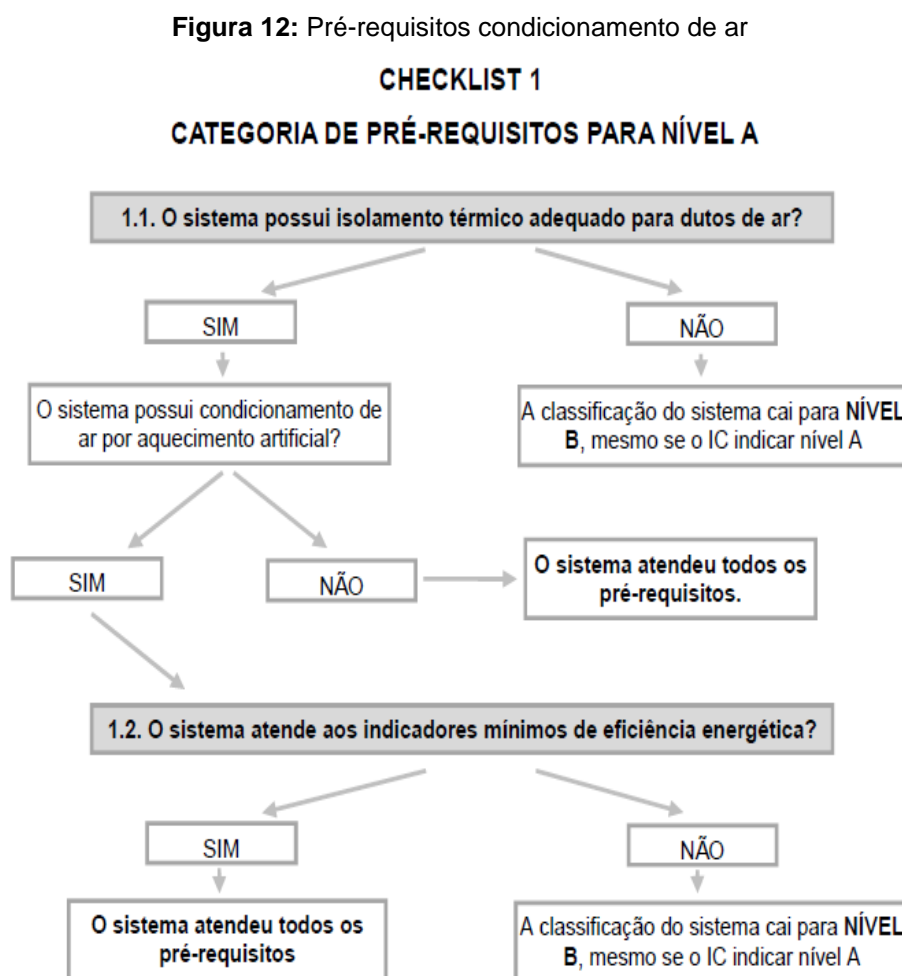 Figura 12: Pré-requisitos condicionamento de ar
CHECKLIST 1
CATEGORIA DE PRÉ-REQUISITOS PARA NÍVEL A
1.1. O sistema possui isolamento térmico adequado para dutos de ar?
SIM
NÃO
O sistema possui condicionamento de
ar por aquecimento artificial?
A classificação do sistema cai para NÍVEL
B, mesmo se o IC indicar nível A
SIM
NÃO
O sistema atendeu todos os
pré-requisitos.
1.2. O sistema atende aos indicadores mínimos de eficiência energética?
SIM
NÃO
O sistema atendeu todos os
pré-requisitos
A classificação do sistema cai para NÍVEL
B, mesmo se o IC indicar nível A